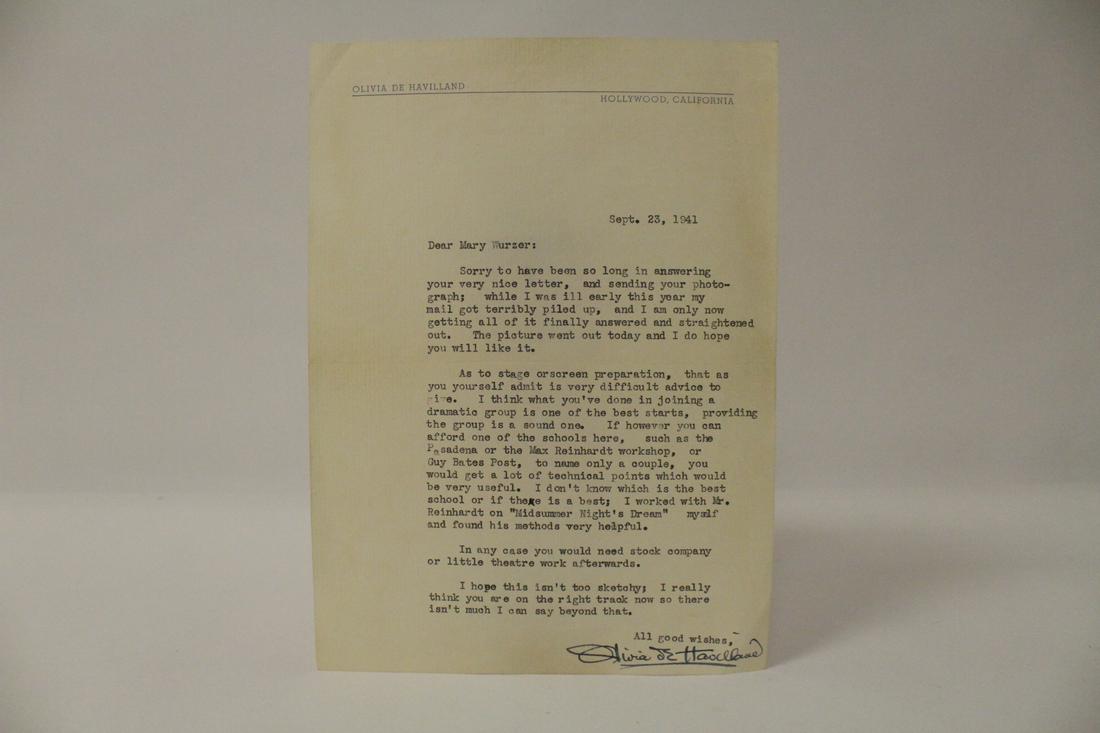 OLIVIA DE HAVILLAND
HOLLYWOOD, CALIFORNIA
Sept. 23, 1941
Dear Mary Wurzer:
Sorry to have been so long in answering
your very nice letter, and sending your photo-
graph; while I was ill early this year my
mail got terribly piled up, and I am only now
getting all of it finally answered and straightened
out. The picture went out today and I do hope
you will like it.
As to stage orscreen preparation, that as
you yourself admit is very difficult advice to
give. I think what you've done in joining a
dramatic group is one of the best starts, providing
the group is a sound one. If however you can
afford one of the schools here, such as the
Pasadena or the Max Reinhardt workshop, or
Guy Bates Post, to name only a couple, you
would get a lot of technical points which would
be very useful. I don't know which is the best
school or if there is a best; I worked with Mr.
Reinhardt on "Midsummer Night's Dream" myself
and found his methods very helpful.
In any case you would need stock company
or little theatre work afterwards.
I hope this isn't too sketchy; I really
think you are on the right track now so there
isn't much I can say beyond that.
All good wishes,
Olivia de Havilland